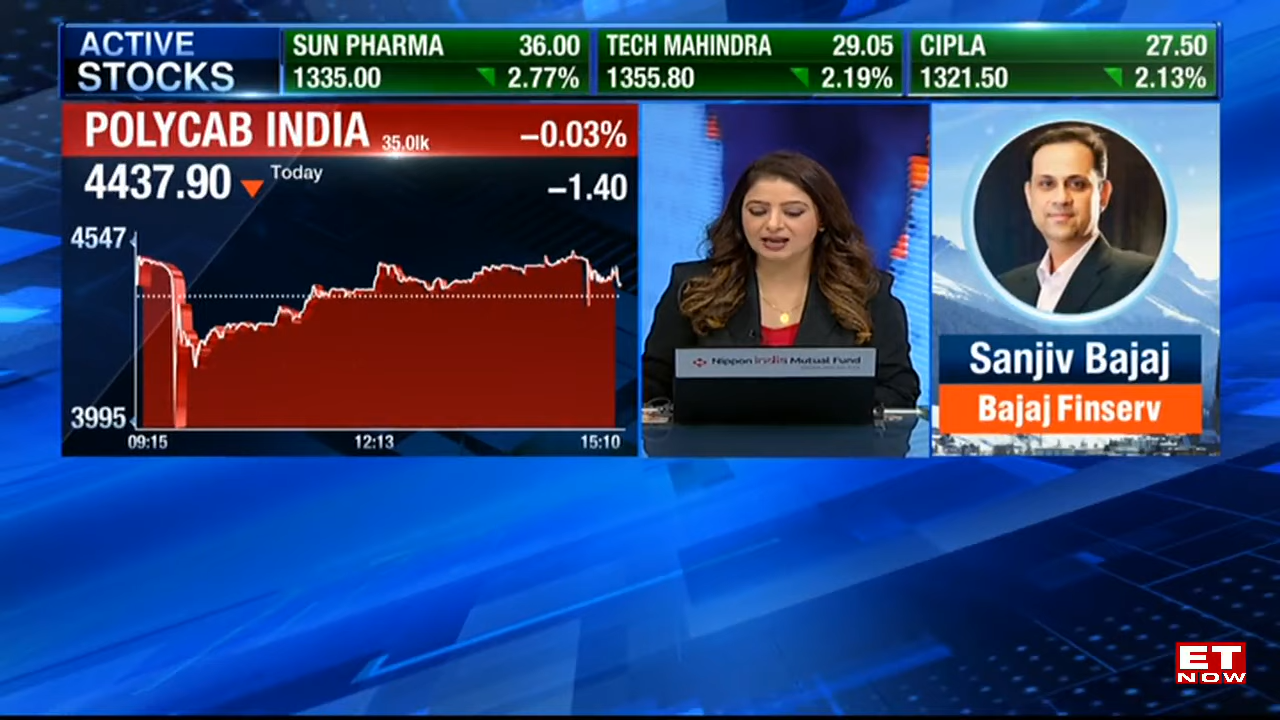 ACTIVE
STOCKS
SUN PHARMA 36.00
1335.00 2.77%
TECH MAHINDRA 29.05
1355.80 2.19%
CIPLA 27.50
1321.50 2.13%
POLYCAB INDIA 35.0lk −0.03%
4437.90 Today −1.40
4547
3995
09:15 12:13 15:10
Nippon india Mutual Fund
Sanjiv Bajaj
Bajaj Finserv
ET
NOW